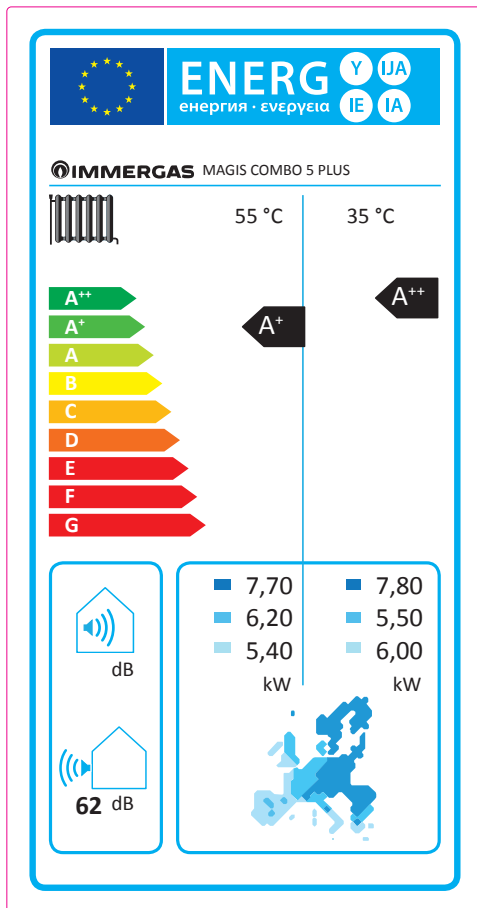 ENERG Y IJA
енергия · ενεργεια IE IA
IMMERGAS MAGIS COMBO 5 PLUS
55 °C 35 °C
A++ A++
A+ A+
A
B
C
D
E
F
G
7,70 7,80
6,20 5,50
5,40 6,00
kW kW
dB
62 dB